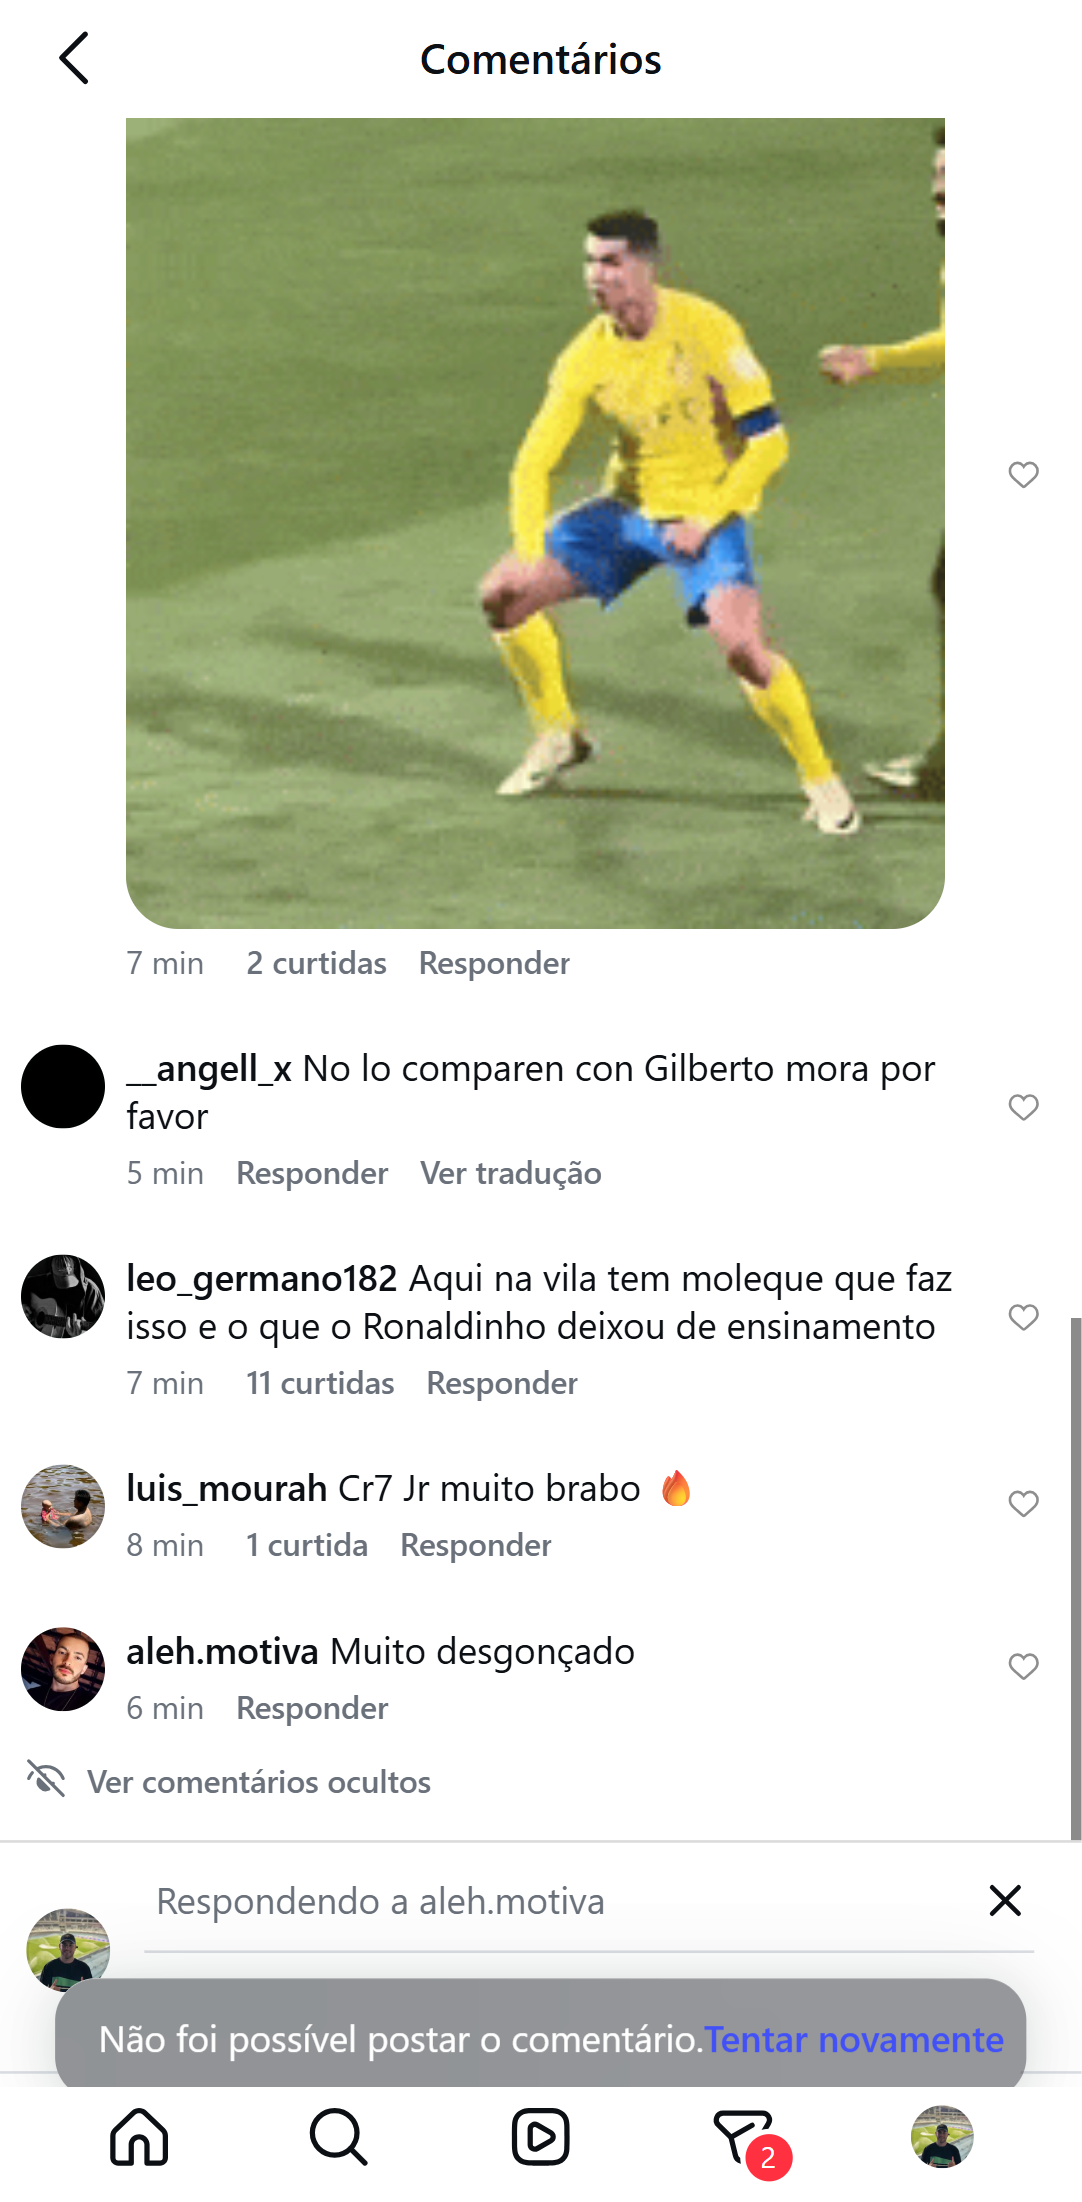 Comentários
7 min 2 curtidas Responder
__angell_x No lo comparen con Gilberto mora por
favor
5 min Responder Ver tradução
leo_germano182 Aqui na vila tem moleque que faz
isso e o que o Ronaldinho deixou de ensinamento
7 min 11 curtidas Responder
luis_mourah Cr7 Jr muito brabo 🔥
8 min 1 curtida Responder
aleh.motiva Muito desgonçado
6 min Responder
Ver comentários ocultos
Respondendo a aleh.motiva
Não foi possível postar o comentário.Tentar novamente
2